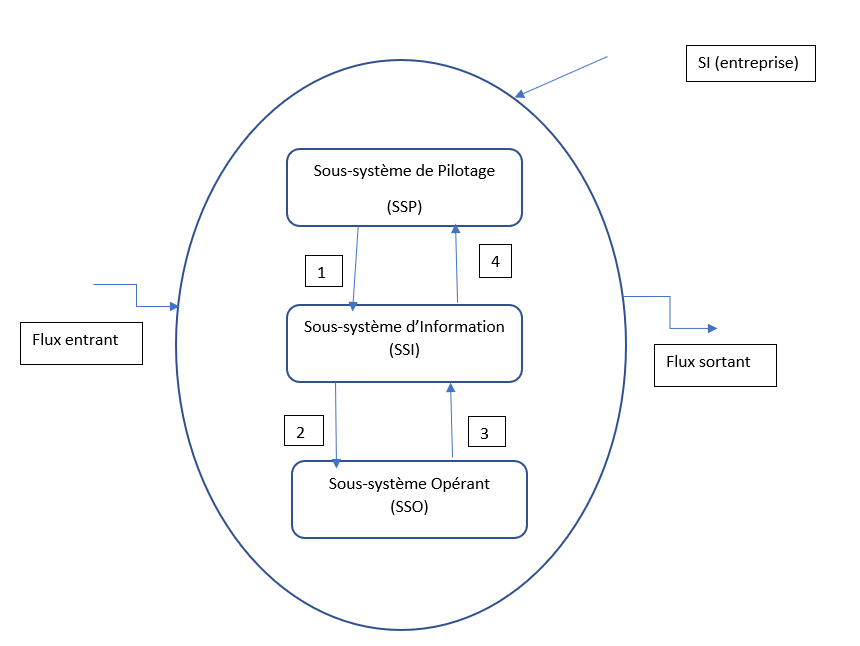 SI (entreprise)
Sous-système de Pilotage
(SSP)
1
4
Sous-système d’Information
(SSI)
Flux entrant
Flux sortant
2
3
Sous-système Opérant
(SSO)